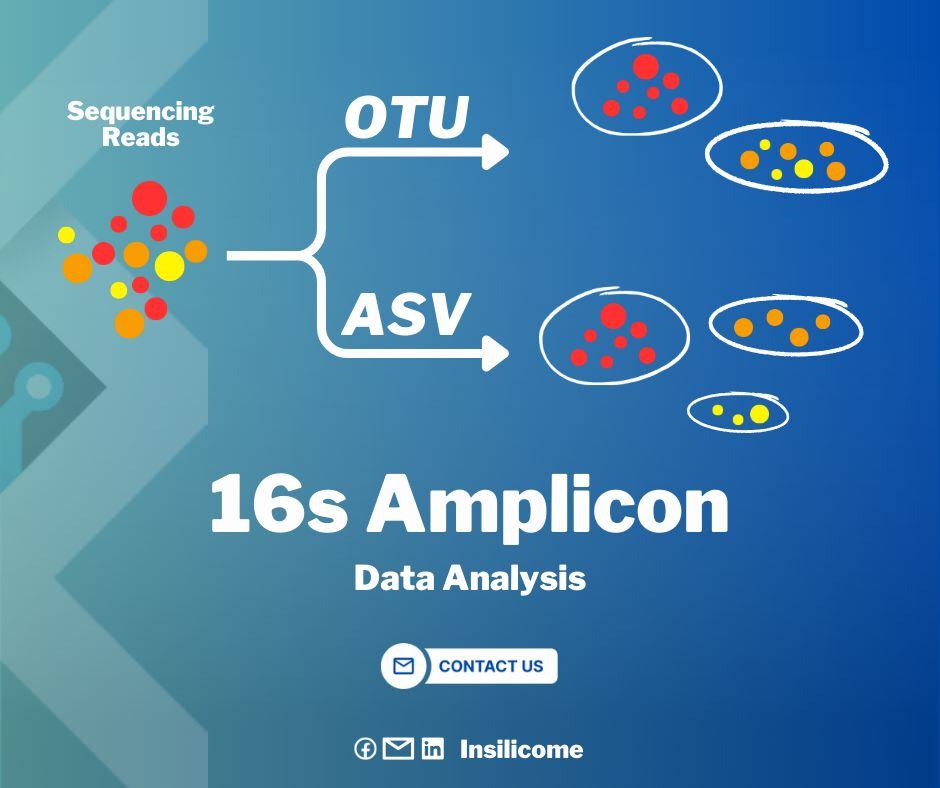 Sequencing
Reads
OTU
ASV
16s Amplicon
Data Analysis
CONTACT US
Insilicome